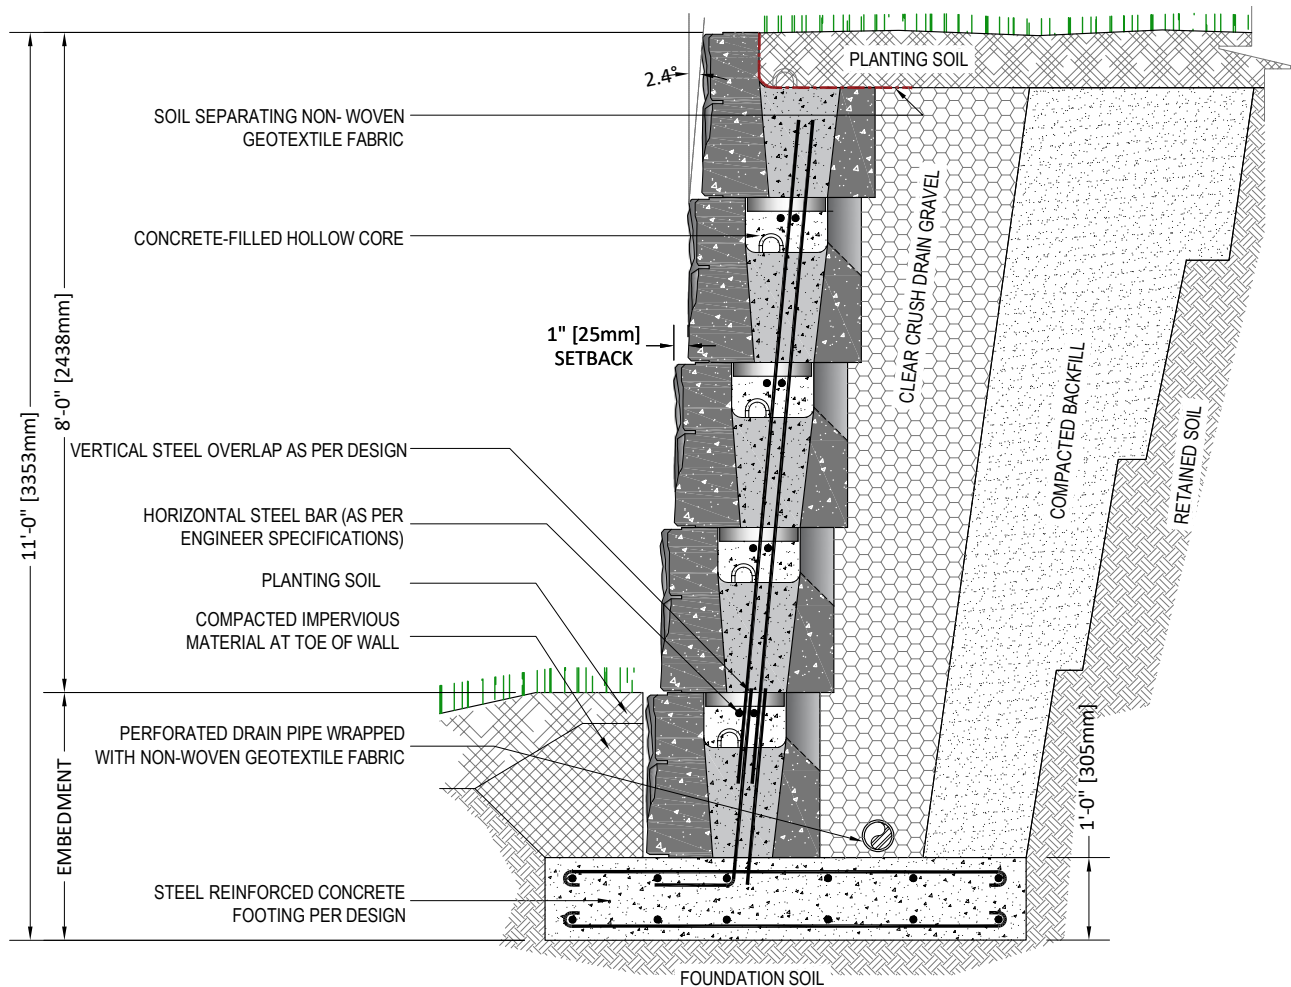 PLANTING SOIL
2.4°
SOIL SEPARATING NON- WOVEN
GEOTEXTILE FABRIC
CONCRETE-FILLED HOLLOW CORE
CLEAR CRUSH DRAIN GRAVEL
8'-0" [2438mm]
11'-0" [3353mm]
1" [25mm]
SETBACK
COMPACTED BACKFILL
RETAINED SOIL
VERTICAL STEEL OVERLAP AS PER DESIGN
HORIZONTAL STEEL BAR (AS PER
ENGINEER SPECIFICATIONS)
PLANTING SOIL
COMPACTED IMPERVIOUS
MATERIAL AT TOE OF WALL
PERFORATED DRAIN PIPE WRAPPED
WITH NON-WOVEN GEOTEXTILE FABRIC
EMBEDMENT
1'-0" [305mm]
STEEL REINFORCED CONCRETE
FOOTING PER DESIGN
FOUNDATION SOIL